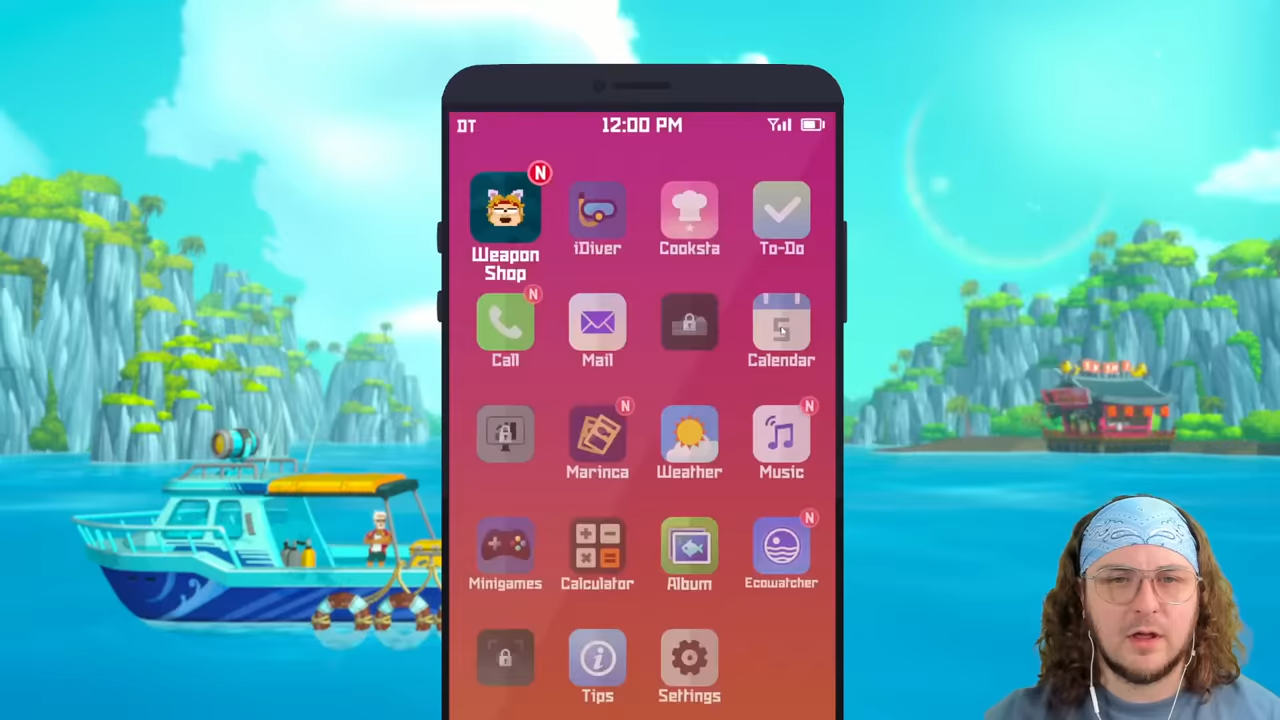 DT
12:00 PM
N
Weapon
Shop
iDiver
Cooksta
To-Do
N
Call
Mail
5
Calendar
N
N
Marinca
Weather
Music
N
Minigames
Calculator
Album
Ecowatcher
Tips
Settings